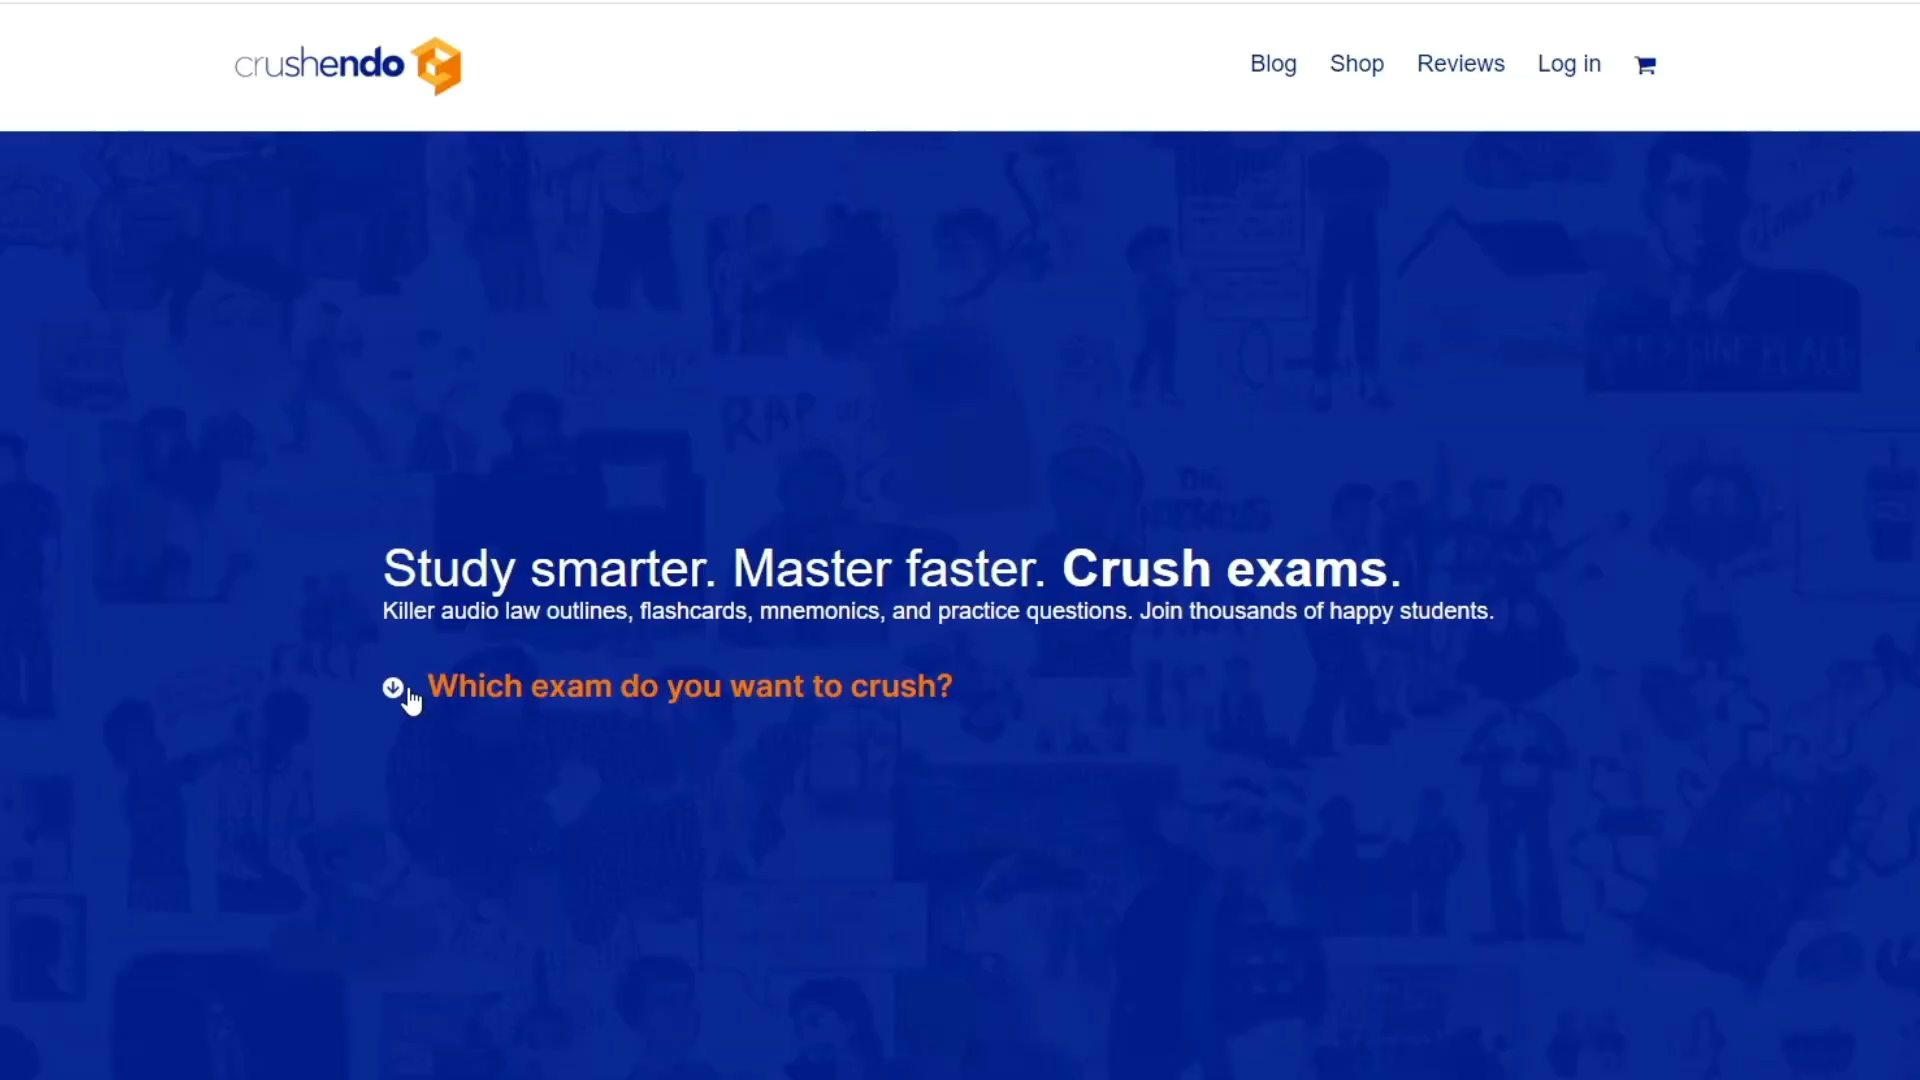 crushendo
Blog Shop Reviews Log in
RAP
Study smarter. Master faster. Crush exams.
Killer audio law outlines, flashcards, mnemonics, and practice questions. Join thousands of happy students.
Which exam do you want to crush?